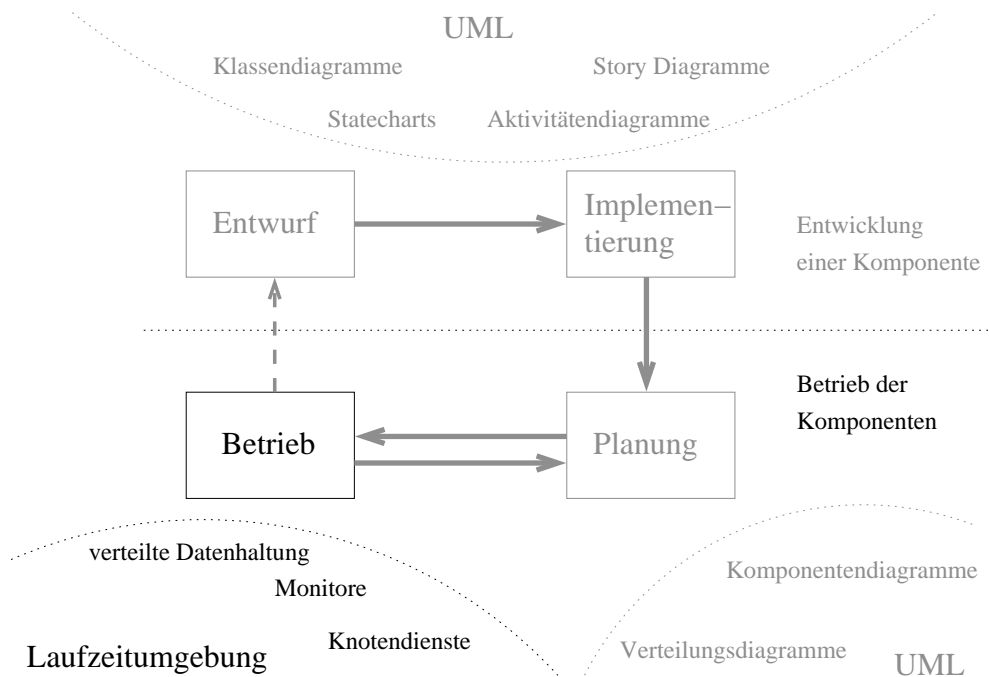 UML
Klassendiagramme
Story Diagramme
Statecharts
Aktivitätendiagramme
Entwurf
Implemen–
tierung
Entwicklung
einer Komponente
Betrieb der
Komponenten
Betrieb
Planung
verteilte Datenhaltung
Monitore
Knotendienste
Laufzeitumgebung
Komponentendiagramme
Verteilungsdiagramme
UML